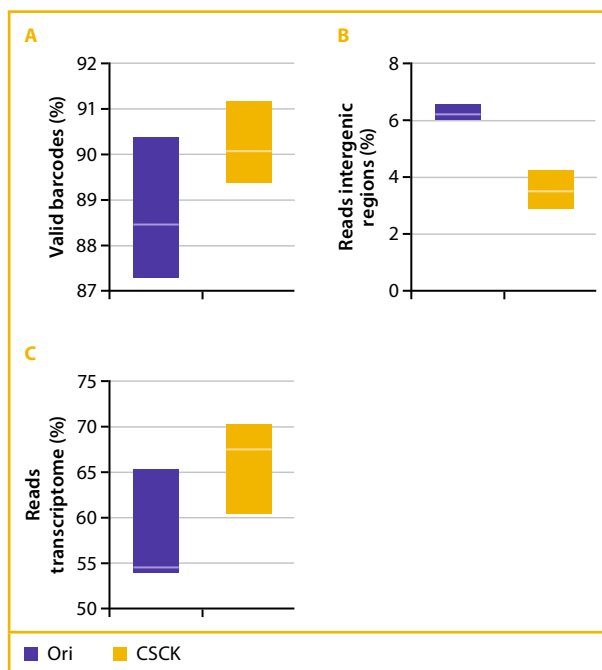 A
Valid barcodes (%)
92
91
90
89
88
87
B
Reads intergenic
regions (%)
8
6
4
2
0
C
Reads
transcriptome (%)
75
70
65
60
55
50
Ori
CSCK